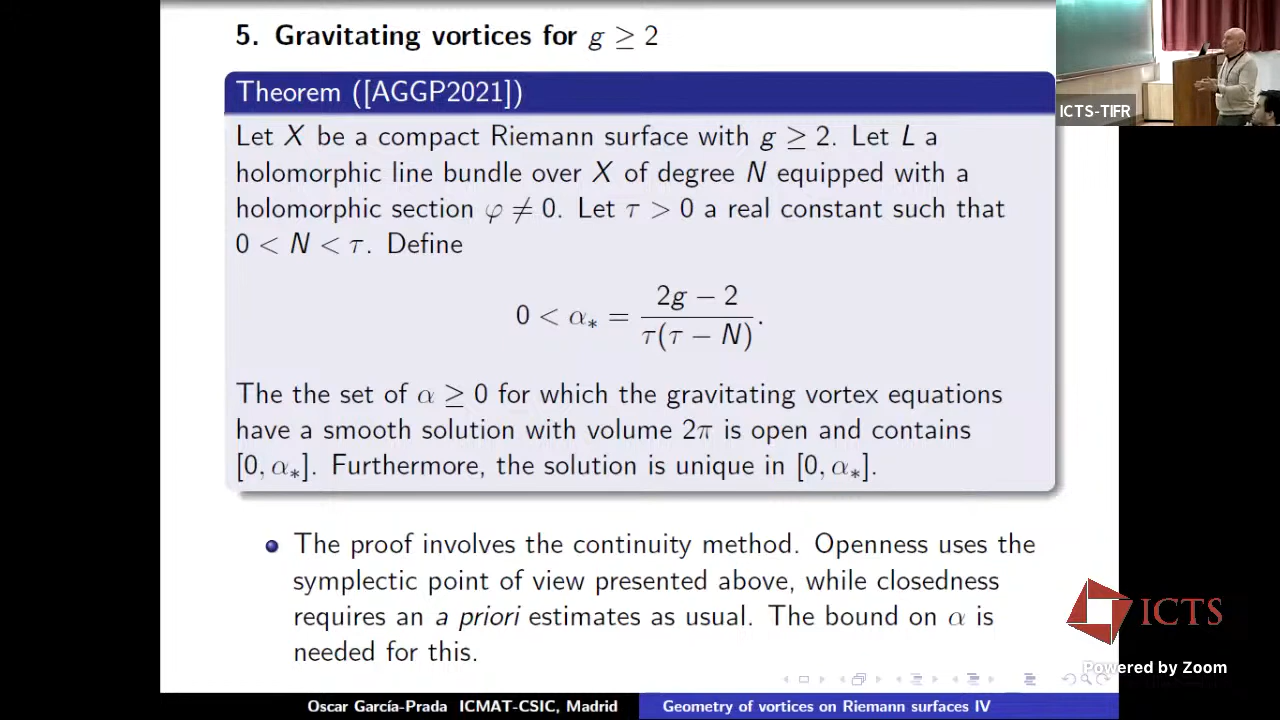 5. Gravitating vortices for g ≥ 2
Theorem ([AGGP2021])
Let X be a compact Riemann surface with g ≥ 2. Let L a
holomorphic line bundle over X of degree N equipped with a
holomorphic section φ ≠ 0. Let τ > 0 a real constant such that
0 < N < τ. Define
0 < α∗ = (2g − 2) / (τ(τ − N)).
The the set of α ≥ 0 for which the gravitating vortex equations
have a smooth solution with volume 2π is open and contains
[0, α∗]. Furthermore, the solution is unique in [0, α∗].
The proof involves the continuity method. Openness uses the
symplectic point of view presented above, while closedness
requires an a priori estimates as usual. The bound on α is
needed for this.
Oscar García-Prada ICMAT-CSIC, Madrid
Geometry of vortices on Riemann surfaces IV
ICTS-TIFR
ICTS
Powered by Zoom